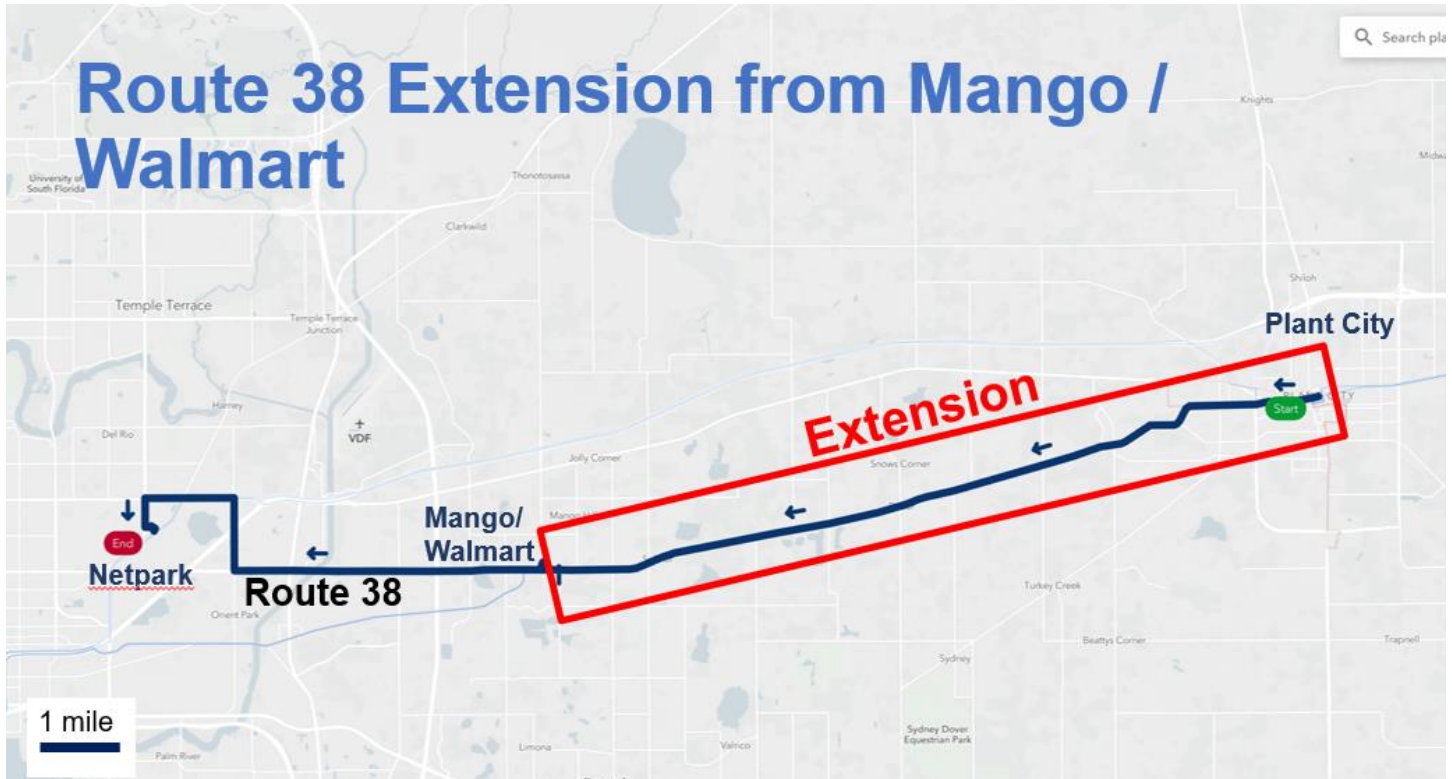 Search pla
Route 38 Extension from Mango /
Walmart
Knights
Midwa
University of
South Florida
Thonotosassa
Clarkwild
Shiloh
Temple Terrace
Temple Terrace
Junction
Plant City
Extension
Start
Harney
VDF
Del Rio
Jolly Corner
Snows Corner
Mango/
Walmart
End
Netpark
Route 38
Orient Park
Turkey Creek
Beattys Corner
Trapnell
Sydney
1 mile
Sydney Dover
Equestrian Park
Limona
Valrico
Palm River